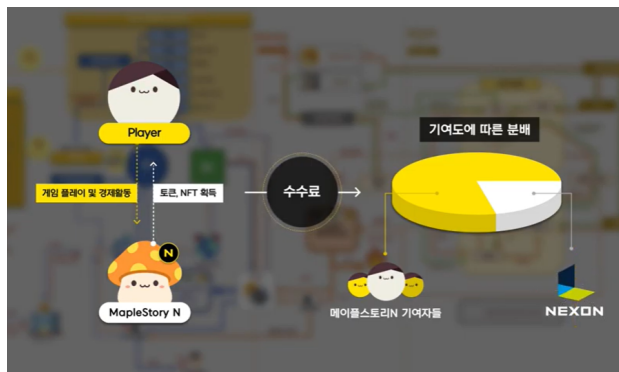 Player
게임 플레이 및 경제활동
토큰, NFT 획득
N
MapleStory N
수수료
기여도에 따른 분배
메이플스토리N 기여자들
NEXON